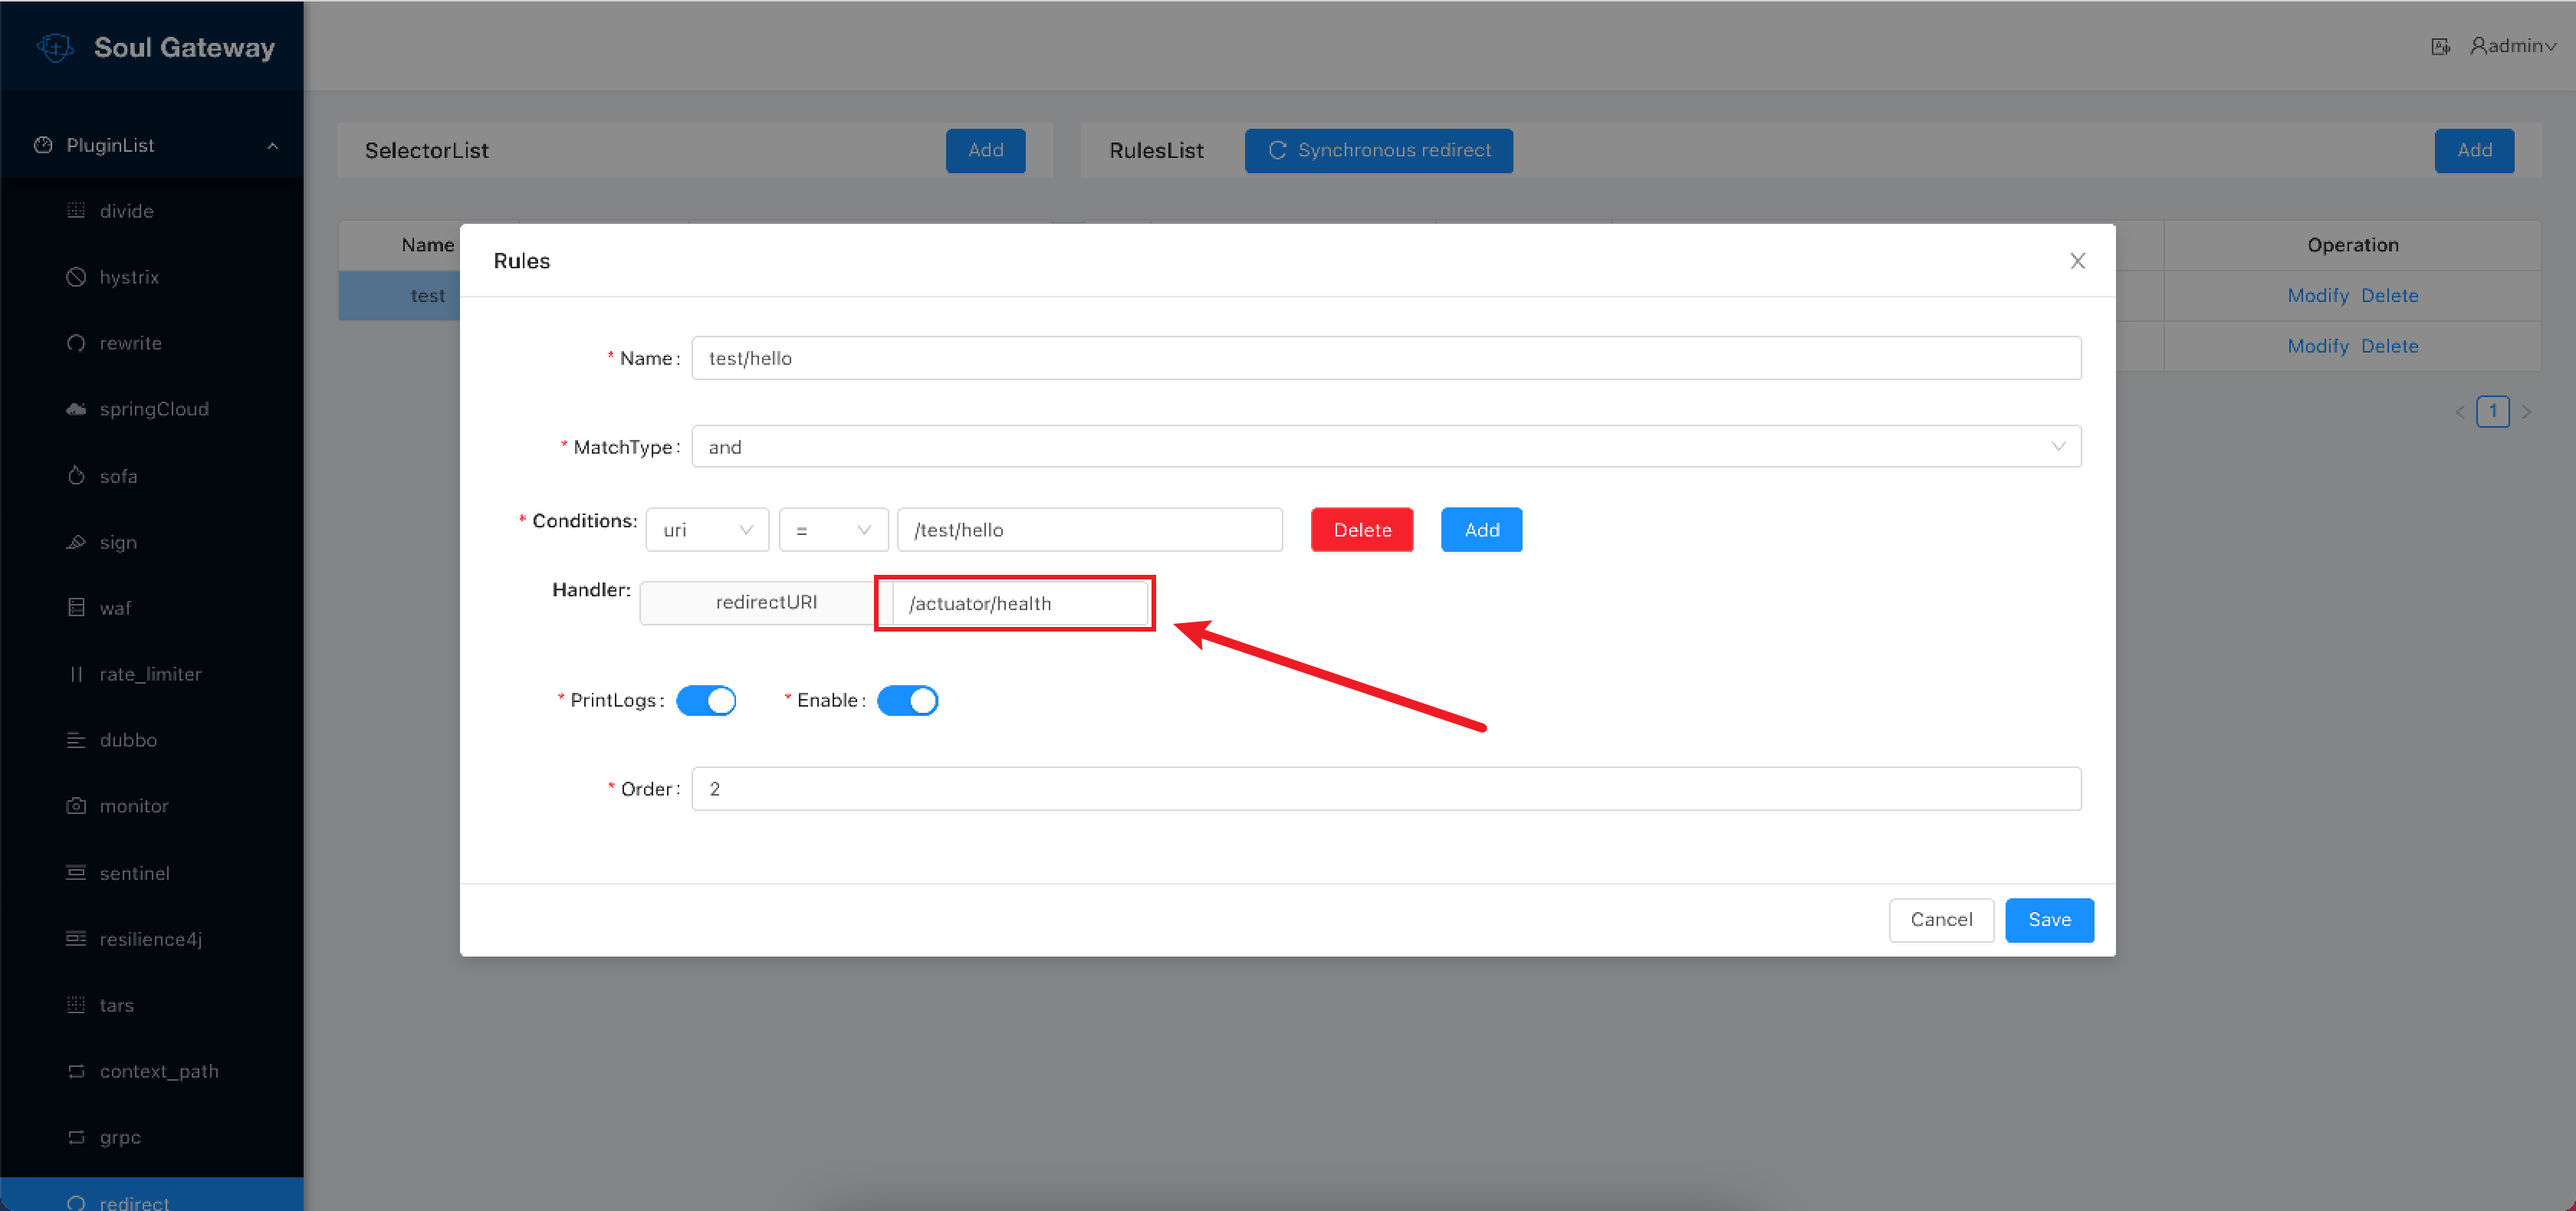 Soul Gateway
admin
PluginList
divide
hystrix
rewrite
springCloud
sofa
sign
waf
rate_limiter
dubbo
monitor
sentinel
resilience4j
tars
context_path
grpc
redirect
SelectorList Add
RulesList Synchronous redirect Add
Name
test
Operation
Modify Delete
Modify Delete
1
Rules
* Name: test/hello
* MatchType: and
* Conditions: uri = /test/hello Delete Add
Handler: redirectURI /actuator/health
* PrintLogs: * Enable:
* Order: 2
Cancel Save